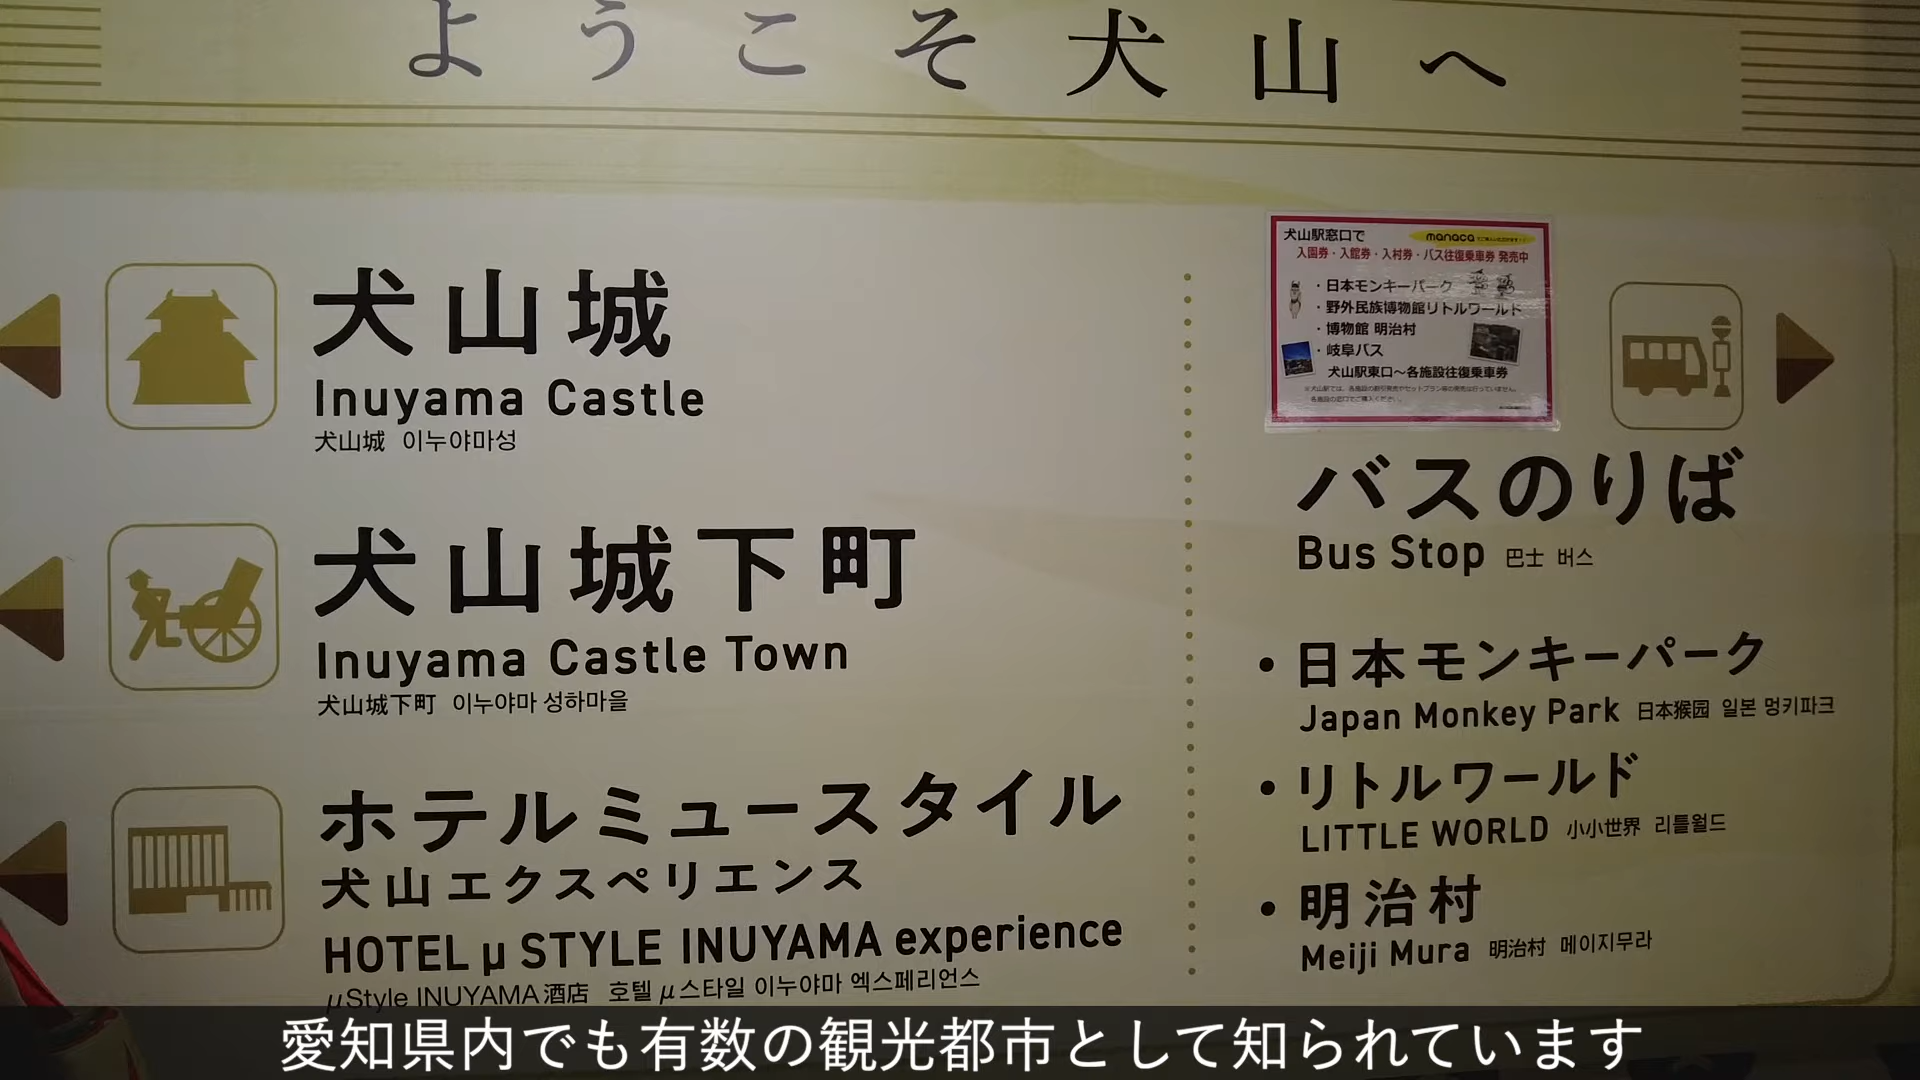 ようこそ犬山へ
犬山城
Inuyama Castle
犬山城 이누야마성
犬山城下町
Inuyama Castle Town
犬山城下町 이누야마 성하마을
ホテルミュースタイル
犬山エクスペリエンス
HOTEL μ STYLE INUYAMA experience
μStyle INUYAMA酒店 호텔 μ스타일 이누야마 엑스페리언스
犬山駅窓口で
manaca
入園券・入館券・入村券・バス往復乗車券 発売中
・日本モンキーパーク
・野外民族博物館リトルワールド
・博物館 明治村
・岐阜バス
犬山駅東口～各施設往復乗車券
バスのりば
Bus Stop 巴士 버스
・日本モンキーパーク
Japan Monkey Park 日本猴园 일본 멍키파크
・リトルワールド
LITTLE WORLD 小小世界 리틀월드
・明治村
Meiji Mura 明治村 메이지무라
愛知県内でも有数の観光都市として知られています